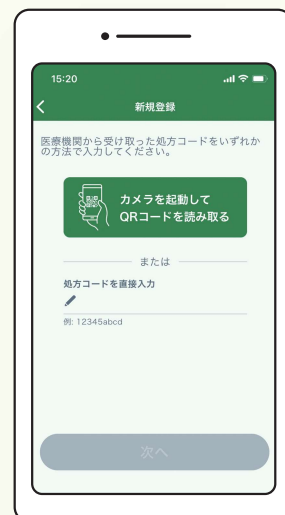 15:20
新規登録
医療機関から受け取った処方コードをいずれか
の方法で入力してください。
カメラを起動して
QRコードを読み取る
または
処方コードを直接入力
例: 12345abcd
次へ